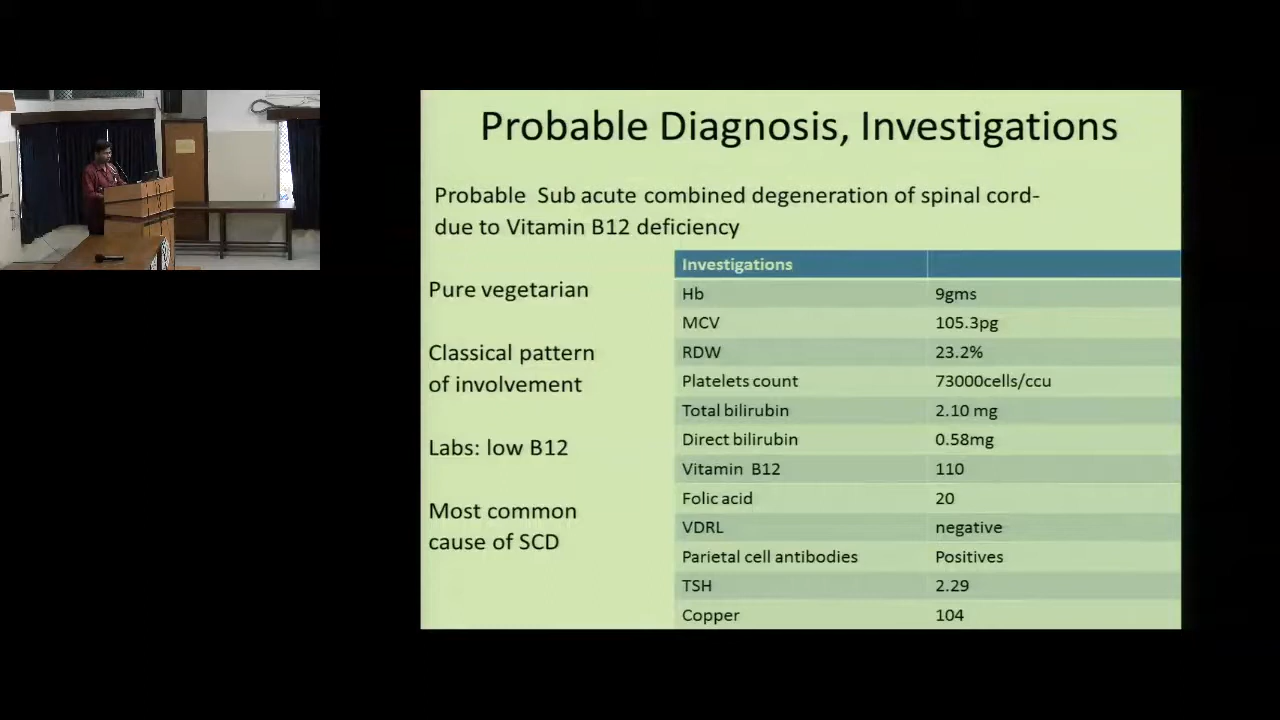 Probable Diagnosis, Investigations
Probable Sub acute combined degeneration of spinal cord-
due to Vitamin B12 deficiency
Pure vegetarian
Classical pattern
of involvement
Labs: low B12
Most common
cause of SCD
Investigations
Hb 9gms
MCV 105.3pg
RDW 23.2%
Platelets count 73000cells/ccu
Total bilirubin 2.10 mg
Direct bilirubin 0.58mg
Vitamin B12 110
Folic acid 20
VDRL negative
Parietal cell antibodies Positives
TSH 2.29
Copper 104